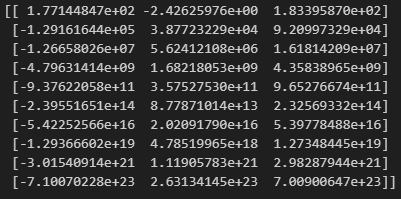 [[ 1.77144847e+02 -2.42625976e+00  1.83395870e+02]
 [-1.29161644e+05  3.87723229e+04  9.20997329e+04]
 [-1.26658026e+07  5.62412108e+06  1.61814209e+07]
 [-4.79631414e+09  1.68218053e+09  4.35838965e+09]
 [-9.37622058e+11  3.57527530e+11  9.65276674e+11]
 [-2.39551651e+14  8.77871014e+13  2.32569332e+14]
 [-5.42252566e+16  2.02091790e+16  5.39778488e+16]
 [-1.29366602e+19  4.78519965e+18  1.27348445e+19]
 [-3.01540914e+21  1.11905783e+21  2.98287944e+21]
 [-7.10070228e+23  2.63134145e+23  7.00900647e+23]]